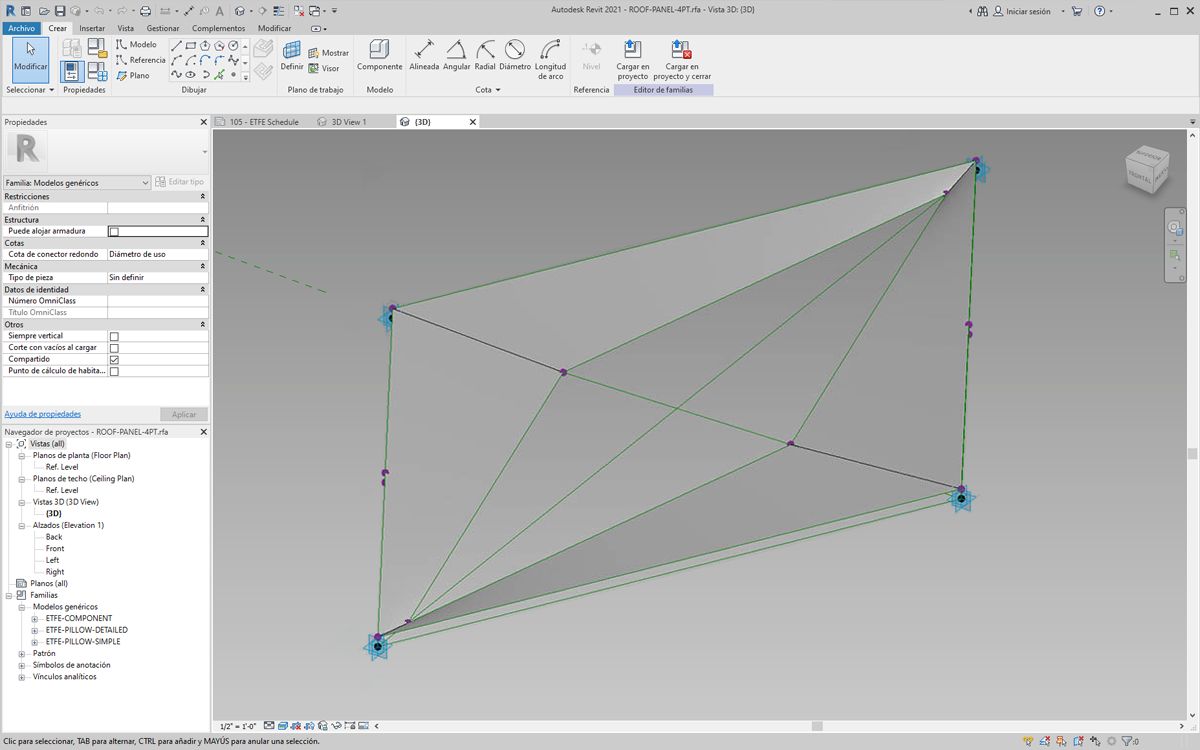 Autodesk Revit 2021 - ROOF-PANEL-4PT.rfa - Vista 3D: {3D}
Iniciar sesión
Archivo Crear Insertar Vista Gestionar Complementos Modificar
Modificar
Modelo
Referencia
Plano
Definir
Mostrar
Visor
Componente
Alineada Angular Radial Diámetro Longitud de arco
Nivel
Cargar en proyecto
Cargar en proyecto y cerrar
Seleccionar Propiedades Dibujar Plano de trabajo Modelo Cota Referencia Editor de familias
Propiedades
105 - ETFE Schedule
3D View 1
{3D}
R
Familia: Modelos genéricos
Editar tipo
Restricciones
Anfitrión
Estructura
Puede alojar armadura
Cotas
Cota de conector redondo Diámetro de uso
Mecánica
Tipo de pieza Sin definir
Datos de identidad
Número OmniClass
Título OmniClass
Otros
Siempre vertical
Corte con vacíos al cargar
Compartido
Punto de cálculo de habita...
Ayuda de propiedades
Aplicar
Navegador de proyectos - ROOF-PANEL-4PT.rfa
Vistas (all)
Planos de planta (Floor Plan)
Ref. Level
Planos de techo (Ceiling Plan)
Ref. Level
Vistas 3D (3D View)
{3D}
Alzados (Elevation 1)
Back
Front
Left
Right
Planos (all)
Familias
Modelos genéricos
ETFE-COMPONENT
ETFE-PILLOW-DETAILED
ETFE-PILLOW-SIMPLE
Patrón
Símbolos de anotación
Vínculos analíticos
FRONTAL
1/2" = 1'-0"
Clic para seleccionar, TAB para alternar, CTRL para añadir y MAYÚS para anular una selección.
:0